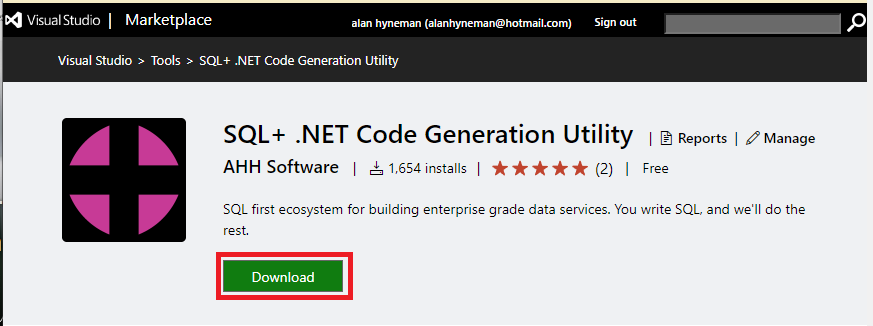 Visual Studio | Marketplace alan hyneman (alanhyneman@hotmail.com) Sign out
Visual Studio > Tools > SQL+ .NET Code Generation Utility
SQL+ .NET Code Generation Utility | Reports | Manage
AHH Software | 1,654 installs | (2) | Free
SQL first ecosystem for building enterprise grade data services. You write SQL, and we'll do the
rest.
Download